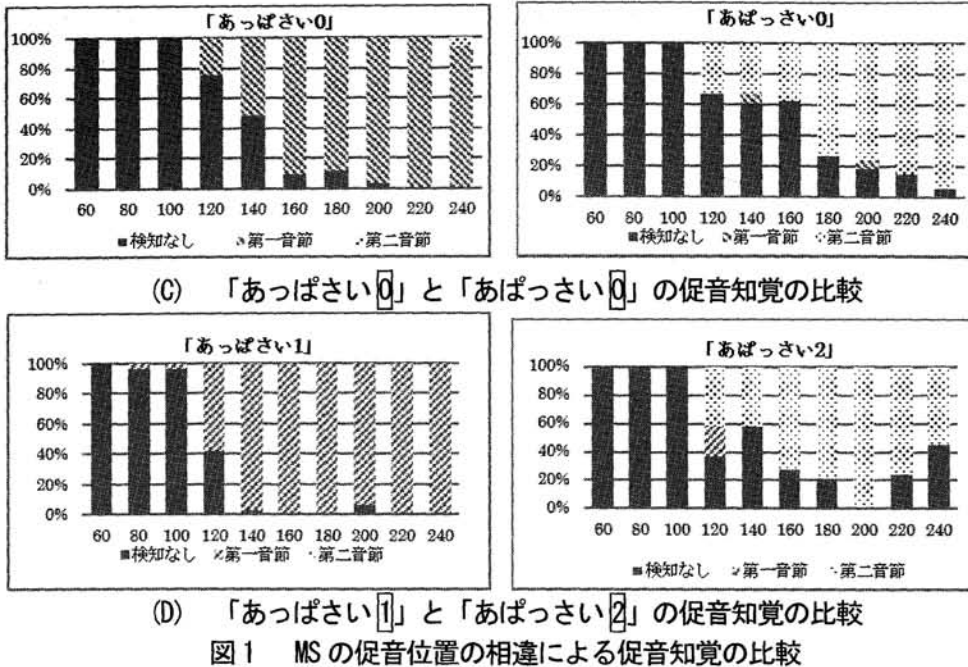 「あっぱさい0」
100%
80%
60%
40%
20%
0%
60 80 100 120 140 160 180 200 220 240
■検知なし 第一音節 第二音節
「あぱっさい0」
100%
80%
60%
40%
20%
0%
60 80 100 120 140 160 180 200 220 240
■検知なし 第一音節 第二音節
(C) 「あっぱさい0」と「あぱっさい0」の促音知覚の比較
「あっぱさい1」
100%
80%
60%
40%
20%
0%
60 80 100 120 140 160 180 200 220 240
■検知なし 第一音節 第二音節
「あぱっさい2」
100%
80%
60%
40%
20%
0%
60 80 100 120 140 160 180 200 220 240
■検知なし 第一音節 第二音節
(D) 「あっぱさい1」と「あぱっさい2」の促音知覚の比較
図1 MSの促音位置の相違による促音知覚の比較